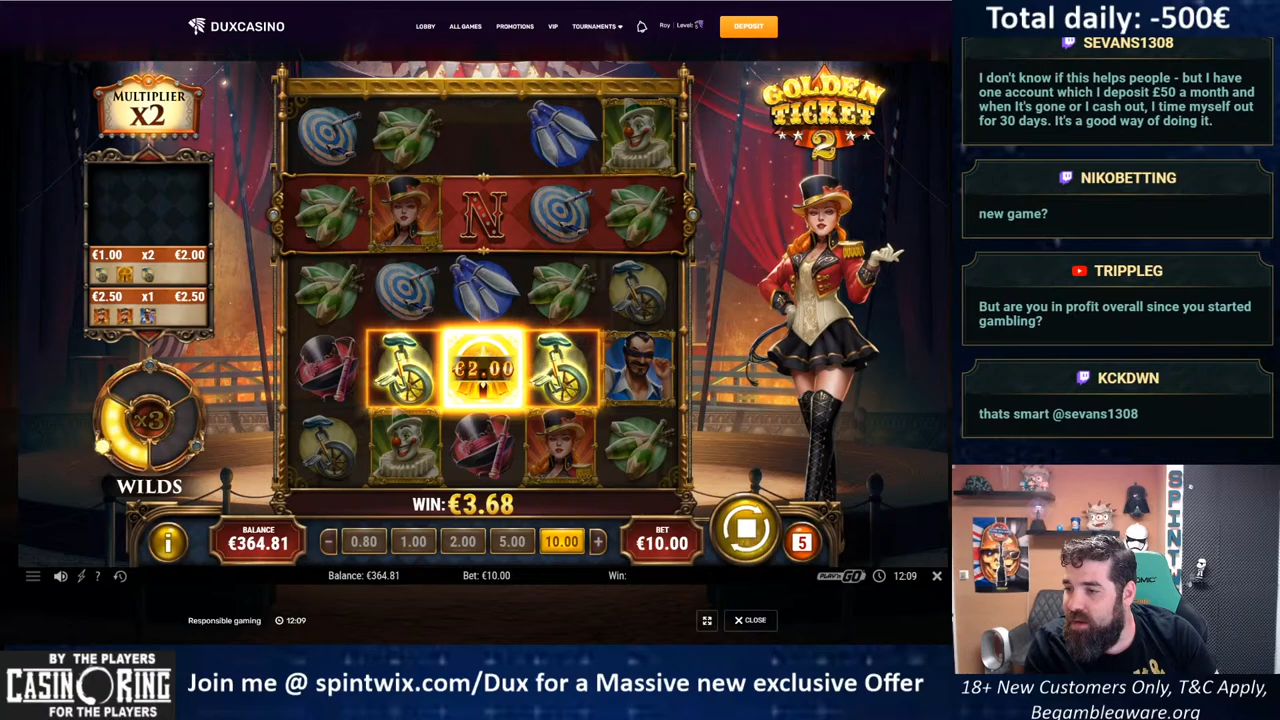 DUXCASINO
LOBBY ALL GAMES PROMOTIONS VIP TOURNAMENTS Roy Level: DEPOSIT
MULTIPLIER
x2
€1.00 x2 €2.00
€2.50 x1 €2.50
x3
WILDS
N
€2.00
GOLDEN
TICKET
2
WIN: €3.68
BALANCE
€364.81
0.80 1.00 2.00 5.00 10.00
BET
€10.00
5
Balance: €364.81 Bet: €10.00 Win: PLAY'N GO 12:09
Responsible gaming 12:09 CLOSE
Total daily: -500€
SEVANS1308
I don't know if this helps people - but I have
one account which I deposit £50 a month and
when It's gone or I cash out, I time myself out
for 30 days. It's a good way of doing it.
NIKOBETTING
new game?
TRIPPLEG
But are you in profit overall since you started
gambling?
KCKDWN
thats smart @sevans1308
SPINT
BY THE PLAYERS
CASINORING
FOR THE PLAYERS
Join me @ spintwix.com/Dux for a Massive new exclusive Offer
18+ New Customers Only, T&C Apply,
Begambleaware.org